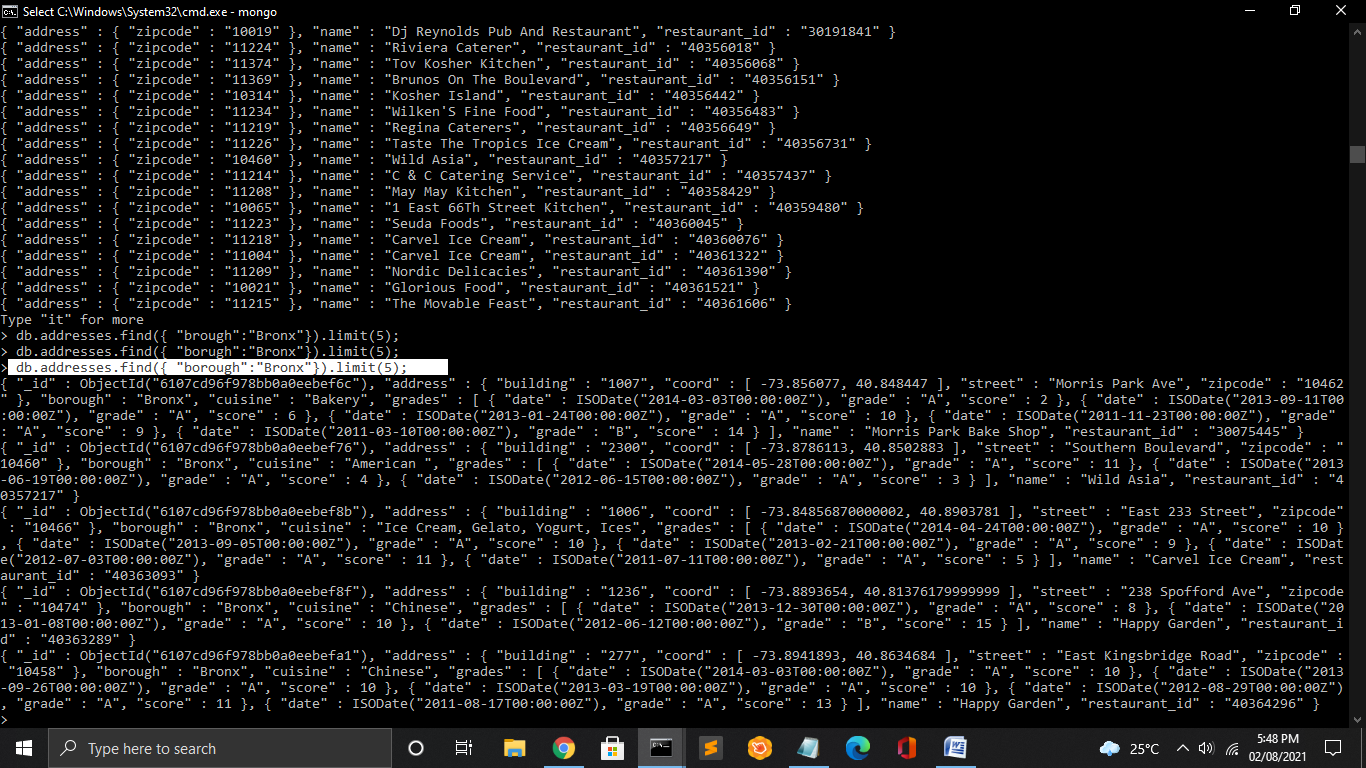 Select C:\Windows\System32\cmd.exe - mongo
{ "address" : { "zipcode" : "10019" }, "name" : "Dj Reynolds Pub And Restaurant", "restaurant_id" : "30191841" }
{ "address" : { "zipcode" : "11224" }, "name" : "Riviera Caterer", "restaurant_id" : "40356018" }
{ "address" : { "zipcode" : "11374" }, "name" : "Tov Kosher Kitchen", "restaurant_id" : "40356068" }
{ "address" : { "zipcode" : "11369" }, "name" : "Brunos On The Boulevard", "restaurant_id" : "40356151" }
{ "address" : { "zipcode" : "10314" }, "name" : "Kosher Island", "restaurant_id" : "40356442" }
{ "address" : { "zipcode" : "11234" }, "name" : "Wilken'S Fine Food", "restaurant_id" : "40356483" }
{ "address" : { "zipcode" : "11219" }, "name" : "Regina Caterers", "restaurant_id" : "40356649" }
{ "address" : { "zipcode" : "11226" }, "name" : "Taste The Tropics Ice Cream", "restaurant_id" : "40356731" }
{ "address" : { "zipcode" : "10460" }, "name" : "Wild Asia", "restaurant_id" : "40357217" }
{ "address" : { "zipcode" : "11214" }, "name" : "C & C Catering Service", "restaurant_id" : "40357437" }
{ "address" : { "zipcode" : "11208" }, "name" : "May May Kitchen", "restaurant_id" : "40358429" }
{ "address" : { "zipcode" : "10065" }, "name" : "1 East 66Th Street Kitchen", "restaurant_id" : "40359480" }
{ "address" : { "zipcode" : "11223" }, "name" : "Seuda Foods", "restaurant_id" : "40360045" }
{ "address" : { "zipcode" : "11218" }, "name" : "Carvel Ice Cream", "restaurant_id" : "40360076" }
{ "address" : { "zipcode" : "11004" }, "name" : "Carvel Ice Cream", "restaurant_id" : "40361322" }
{ "address" : { "zipcode" : "11209" }, "name" : "Nordic Delicacies", "restaurant_id" : "40361390" }
{ "address" : { "zipcode" : "10021" }, "name" : "Glorious Food", "restaurant_id" : "40361521" }
{ "address" : { "zipcode" : "11215" }, "name" : "The Movable Feast", "restaurant_id" : "40361606" }
Type "it" for more
> db.addresses.find({ "brough":"Bronx"}).limit(5);
> db.addresses.find({ "borugh":"Bronx"}).limit(5);
> db.addresses.find({ "borough":"Bronx"}).limit(5);
{ "_id" : ObjectId("6107cd96f978bb0a0eebef6c"), "address" : { "building" : "1007", "coord" : [ -73.856077, 40.848447 ], "street" : "Morris Park Ave", "zipcode" : "10462
" }, "borough" : "Bronx", "cuisine" : "Bakery", "grades" : [ { "date" : ISODate("2014-03-03T00:00:00Z"), "grade" : "A", "score" : 2 }, { "date" : ISODate("2013-09-11T00
:00:00Z"), "grade" : "A", "score" : 6 }, { "date" : ISODate("2013-01-24T00:00:00Z"), "grade" : "A", "score" : 10 }, { "date" : ISODate("2011-11-23T00:00:00Z"), "grade" :
"A", "score" : 9 }, { "date" : ISODate("2011-03-10T00:00:00Z"), "grade" : "B", "score" : 14 } ], "name" : "Morris Park Bake Shop", "restaurant_id" : "30075445" }
{ "_id" : ObjectId("6107cd96f978bb0a0eebef76"), "address" : { "building" : "2300", "coord" : [ -73.8786113, 40.8502883 ], "street" : "Southern Boulevard", "zipcode" : "
10460" }, "borough" : "Bronx", "cuisine" : "American ", "grades" : [ { "date" : ISODate("2014-05-28T00:00:00Z"), "grade" : "A", "score" : 11 }, { "date" : ISODate("2013
-06-19T00:00:00Z"), "grade" : "A", "score" : 4 }, { "date" : ISODate("2012-06-15T00:00:00Z"), "grade" : "A", "score" : 3 } ], "name" : "Wild Asia", "restaurant_id" : "4
0357217" }
{ "_id" : ObjectId("6107cd96f978bb0a0eebef8b"), "address" : { "building" : "1006", "coord" : [ -73.84856870000002, 40.8903781 ], "street" : "East 233 Street", "zipcode"
 : "10466" }, "borough" : "Bronx", "cuisine" : "Ice Cream, Gelato, Yogurt, Ices", "grades" : [ { "date" : ISODate("2014-04-24T00:00:00Z"), "grade" : "A", "score" : 10 }
, { "date" : ISODate("2013-09-05T00:00:00Z"), "grade" : "A", "score" : 10 }, { "date" : ISODate("2013-02-21T00:00:00Z"), "grade" : "A", "score" : 9 }, { "date" : ISODat
e("2012-07-03T00:00:00Z"), "grade" : "A", "score" : 11 }, { "date" : ISODate("2011-07-11T00:00:00Z"), "grade" : "A", "score" : 5 } ], "name" : "Carvel Ice Cream", "rest
aurant_id" : "40363093" }
{ "_id" : ObjectId("6107cd96f978bb0a0eebef8f"), "address" : { "building" : "1236", "coord" : [ -73.8893654, 40.81376179999999 ], "street" : "238 Spofford Ave", "zipcode
" : "10474" }, "borough" : "Bronx", "cuisine" : "Chinese", "grades" : [ { "date" : ISODate("2013-12-30T00:00:00Z"), "grade" : "A", "score" : 8 }, { "date" : ISODate("20
13-01-08T00:00:00Z"), "grade" : "A", "score" : 10 }, { "date" : ISODate("2012-06-12T00:00:00Z"), "grade" : "B", "score" : 15 } ], "name" : "Happy Garden", "restaurant_i
d" : "40363289" }
{ "_id" : ObjectId("6107cd96f978bb0a0eebefa1"), "address" : { "building" : "277", "coord" : [ -73.8941893, 40.8634684 ], "street" : "East Kingsbridge Road", "zipcode" :
 "10458" }, "borough" : "Bronx", "cuisine" : "Chinese", "grades" : [ { "date" : ISODate("2014-03-03T00:00:00Z"), "grade" : "A", "score" : 10 }, { "date" : ISODate("2013
-09-26T00:00:00Z"), "grade" : "A", "score" : 10 }, { "date" : ISODate("2013-03-19T00:00:00Z"), "grade" : "A", "score" : 10 }, { "date" : ISODate("2012-08-29T00:00:00Z")
, "grade" : "A", "score" : 11 }, { "date" : ISODate("2011-08-17T00:00:00Z"), "grade" : "A", "score" : 13 } ], "name" : "Happy Garden", "restaurant_id" : "40364296" }
>
Type here to search
25°C
5:48 PM
02/08/2021